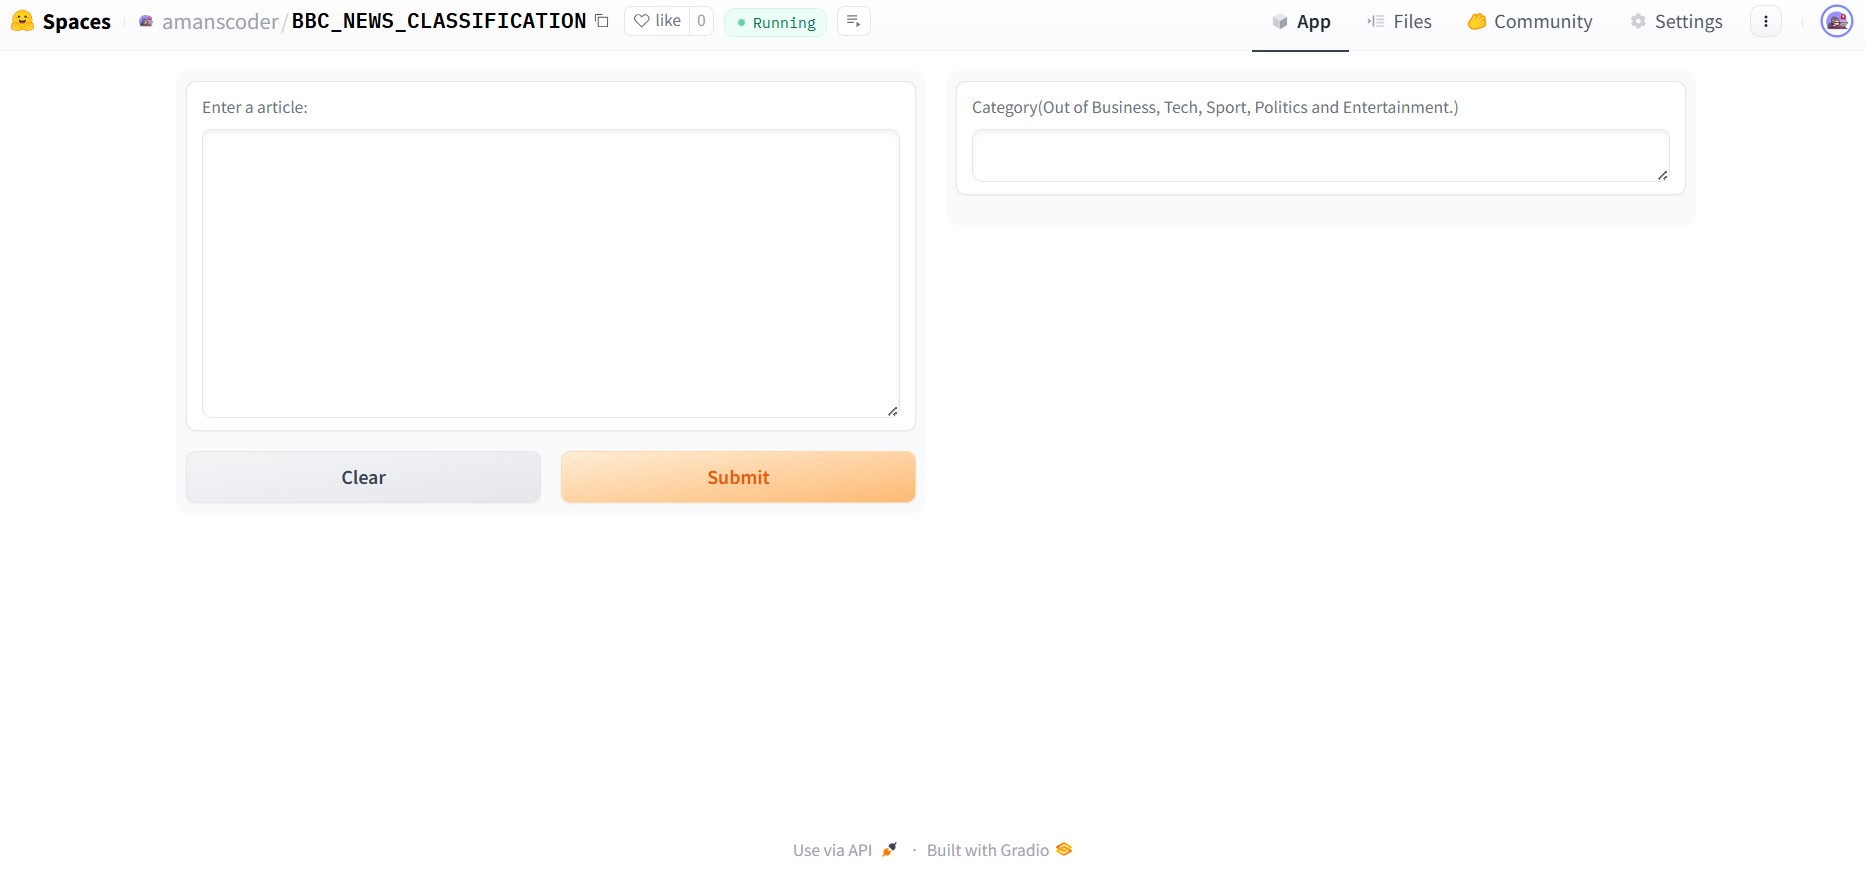 Spaces amanscoder/BBC_NEWS_CLASSIFICATION like 0 Running App Files Community Settings
Enter a article:
Category(Out of Business, Tech, Sport, Politics and Entertainment.)
Clear Submit
Use via API · Built with Gradio